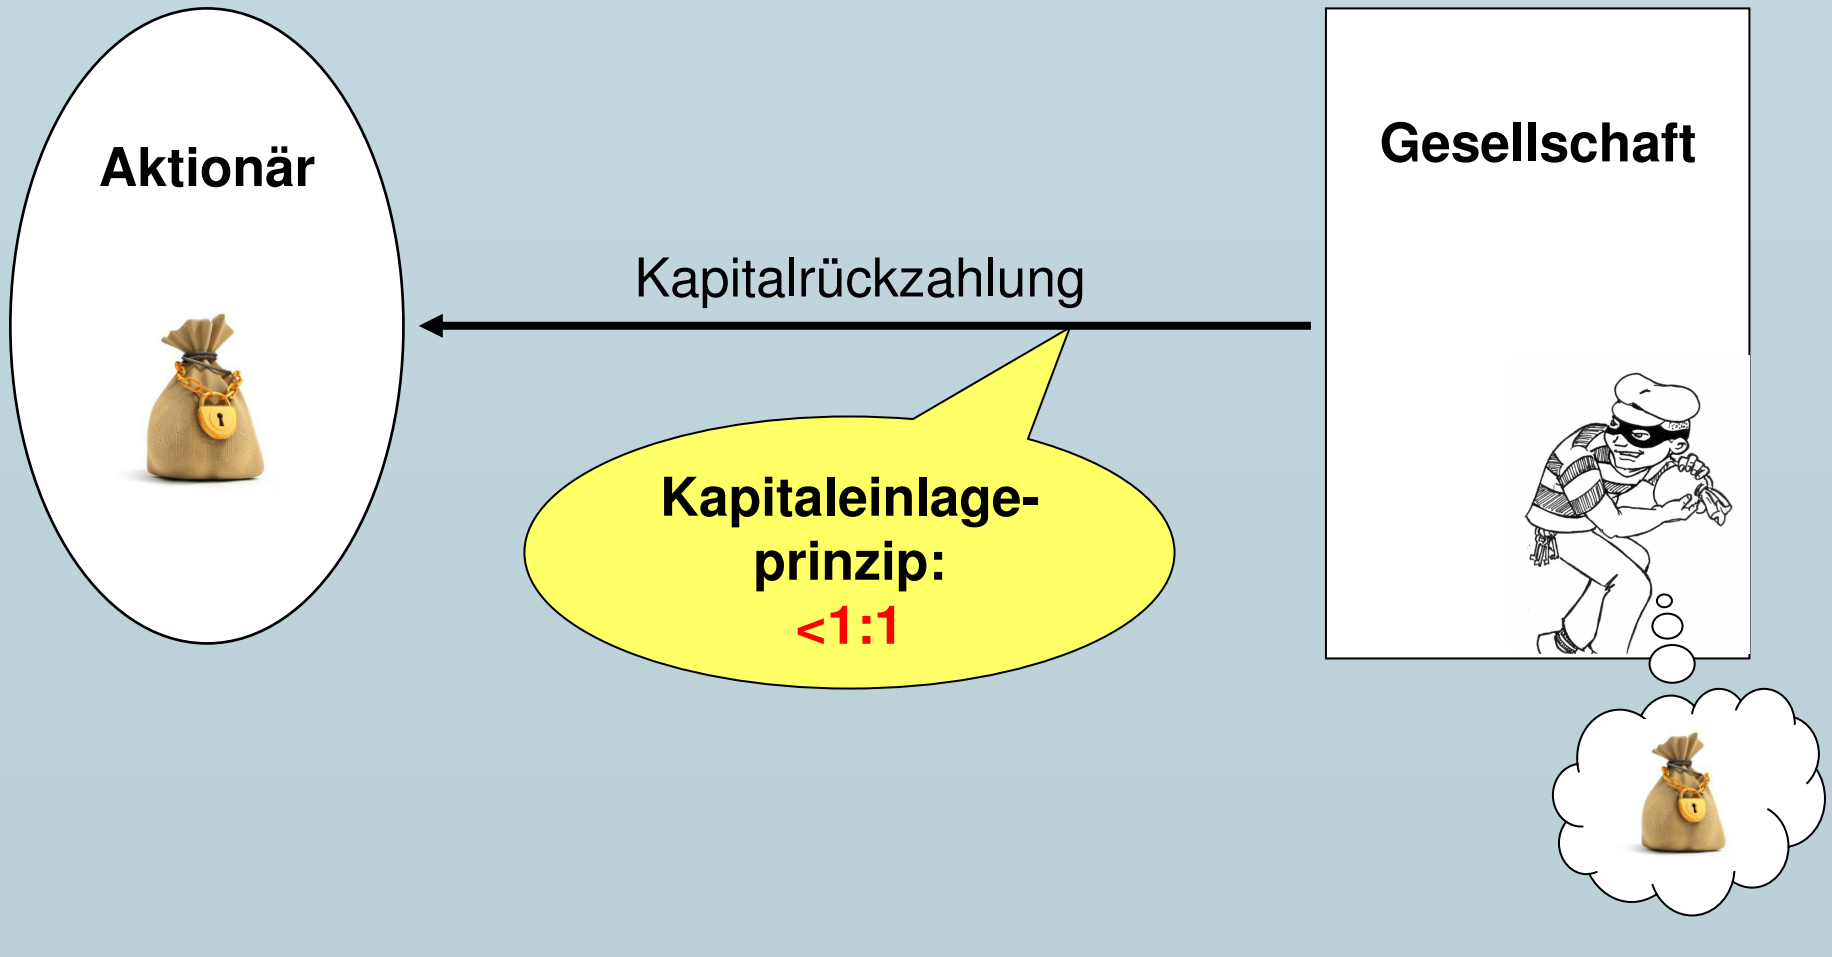 Aktionär
Gesellschaft
Kapitalrückzahlung
Kapitaleinlage-
prinzip:
<1:1